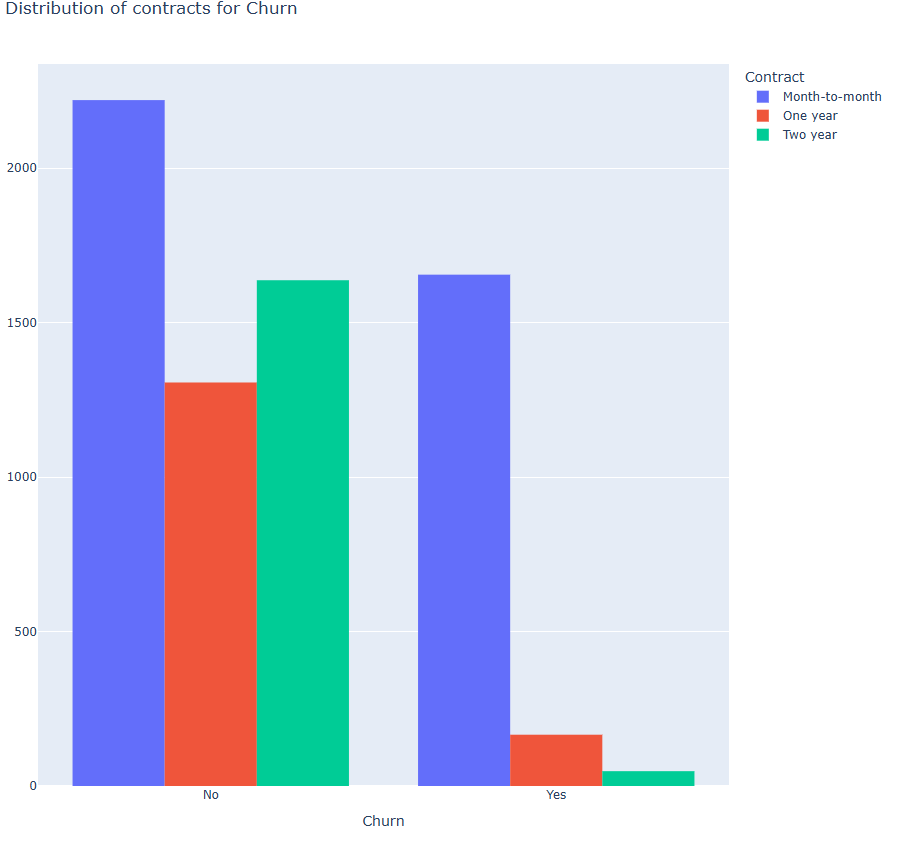 Distribution of contracts for Churn
Contract
Month-to-month
One year
Two year
2000
1500
1000
500
0
No
Yes
Churn